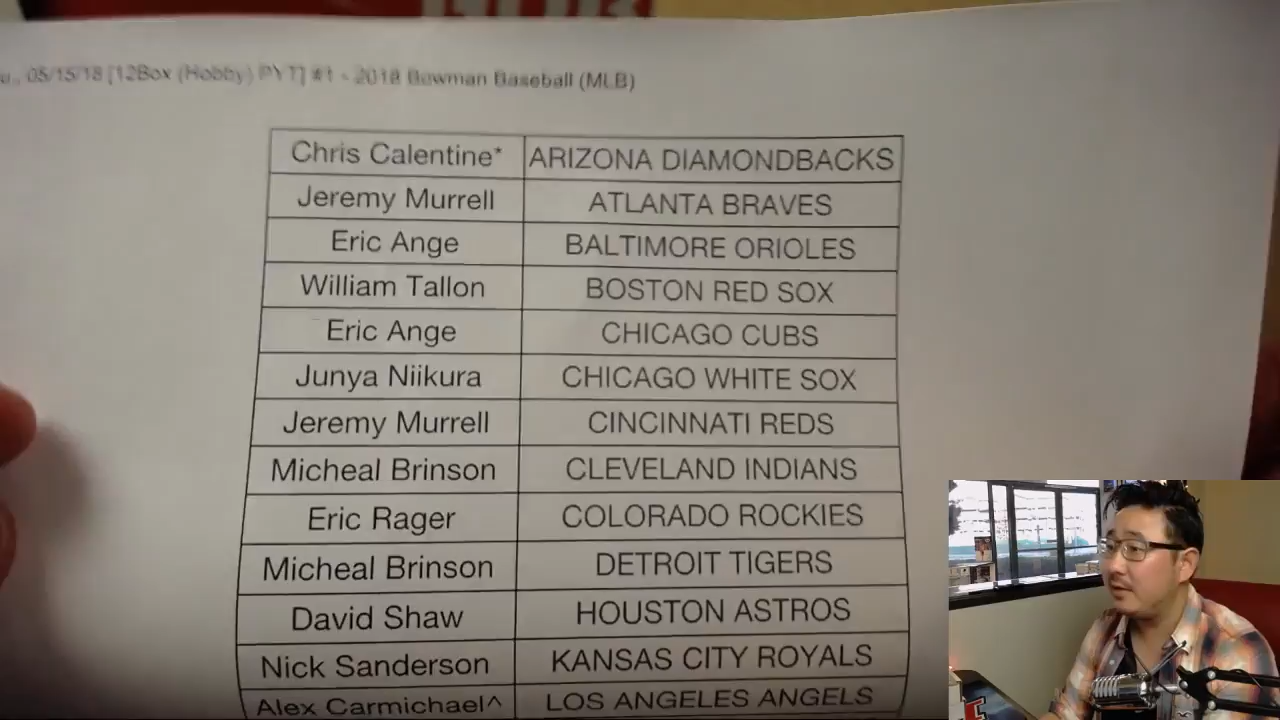 05/15/18 [12Box (Hobby) PYT] #1 - 2018 Bowman Baseball (MLB)
Chris Calentine* ARIZONA DIAMONDBACKS
Jeremy Murrell ATLANTA BRAVES
Eric Ange BALTIMORE ORIOLES
William Tallon BOSTON RED SOX
Eric Ange CHICAGO CUBS
Junya Niikura CHICAGO WHITE SOX
Jeremy Murrell CINCINNATI REDS
Micheal Brinson CLEVELAND INDIANS
Eric Rager COLORADO ROCKIES
Micheal Brinson DETROIT TIGERS
David Shaw HOUSTON ASTROS
Nick Sanderson KANSAS CITY ROYALS
Alex Carmichael^ LOS ANGELES ANGELS